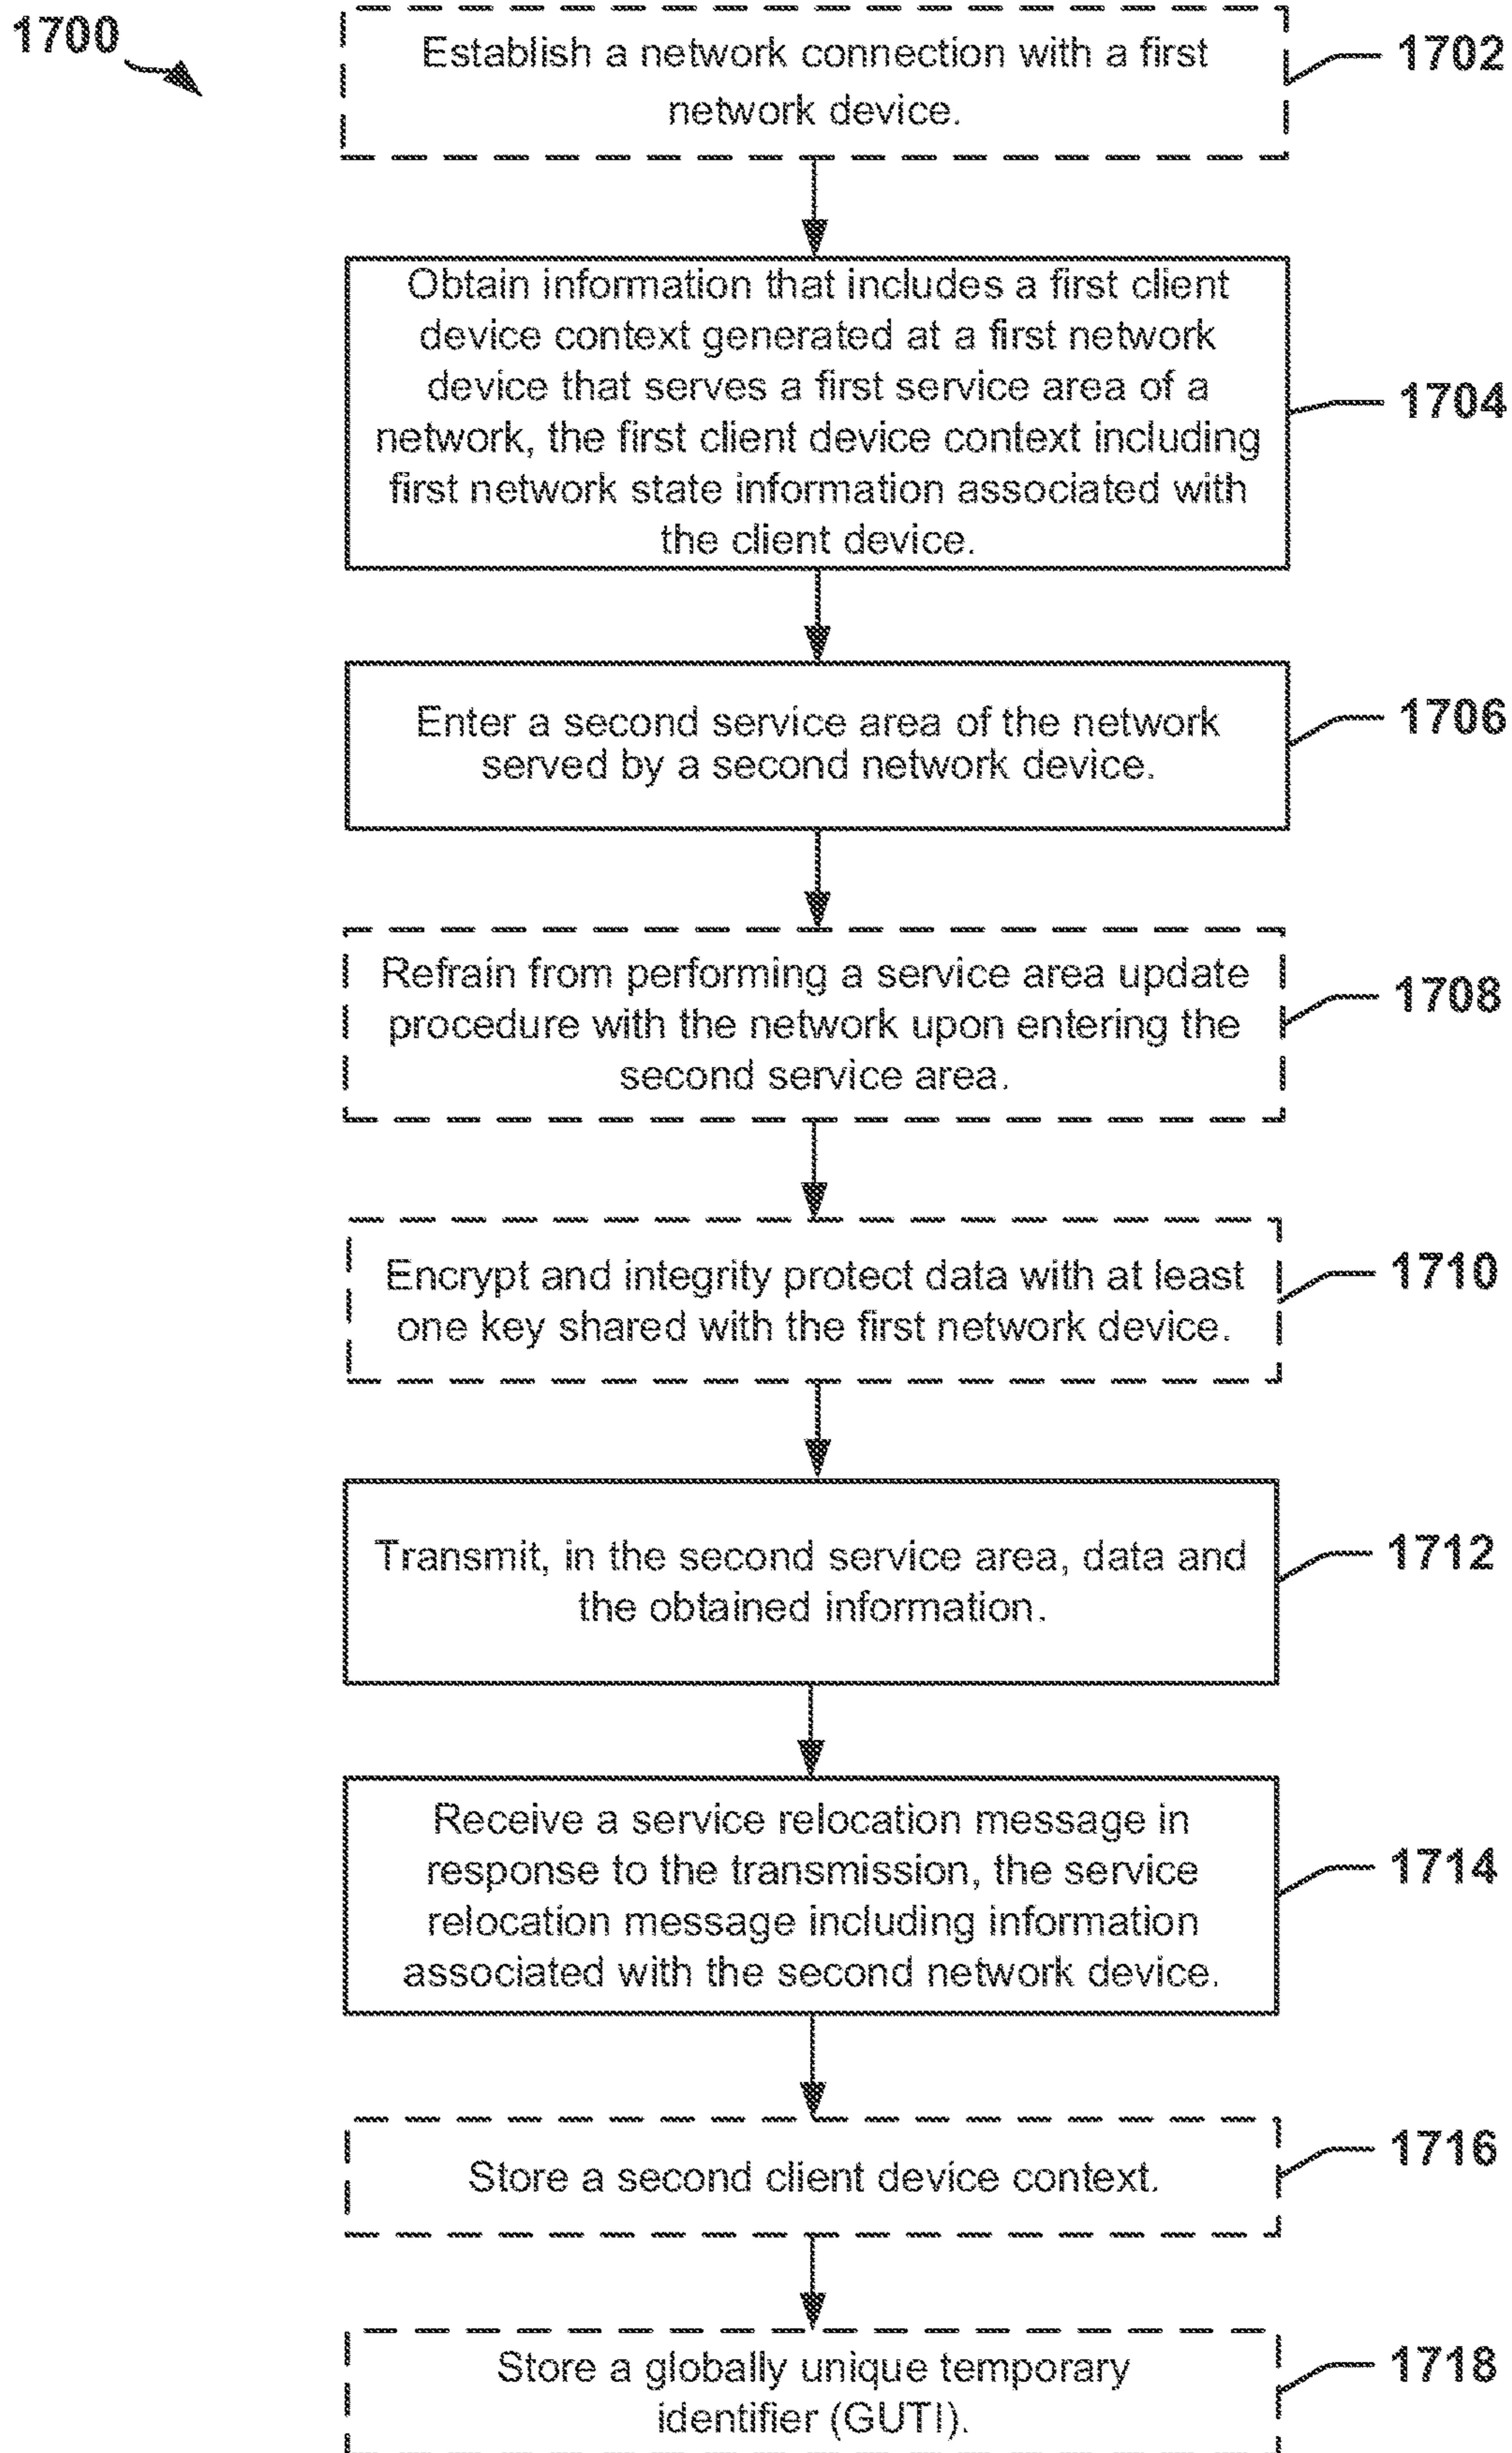 1700
Establish a network connection with a first
network device.
1702
Obtain information that includes a first client
device context generated at a first network
device that serves a first service area of a
network, the first client device context including
first network state information associated with
the client device.
1704
Enter a second service area of the network
served by a second network device.
1706
Refrain from performing a service area update
procedure with the network upon entering the
second service area.
1708
Encrypt and integrity protect data with at least
one key shared with the first network device.
1710
Transmit, in the second service area, data and
the obtained information.
1712
Receive a service relocation message in
response to the transmission, the service
relocation message including information
associated with the second network device.
1714
Store a second client device context.
1716
Store a globally unique temporary
identifier (GUTI).
1718